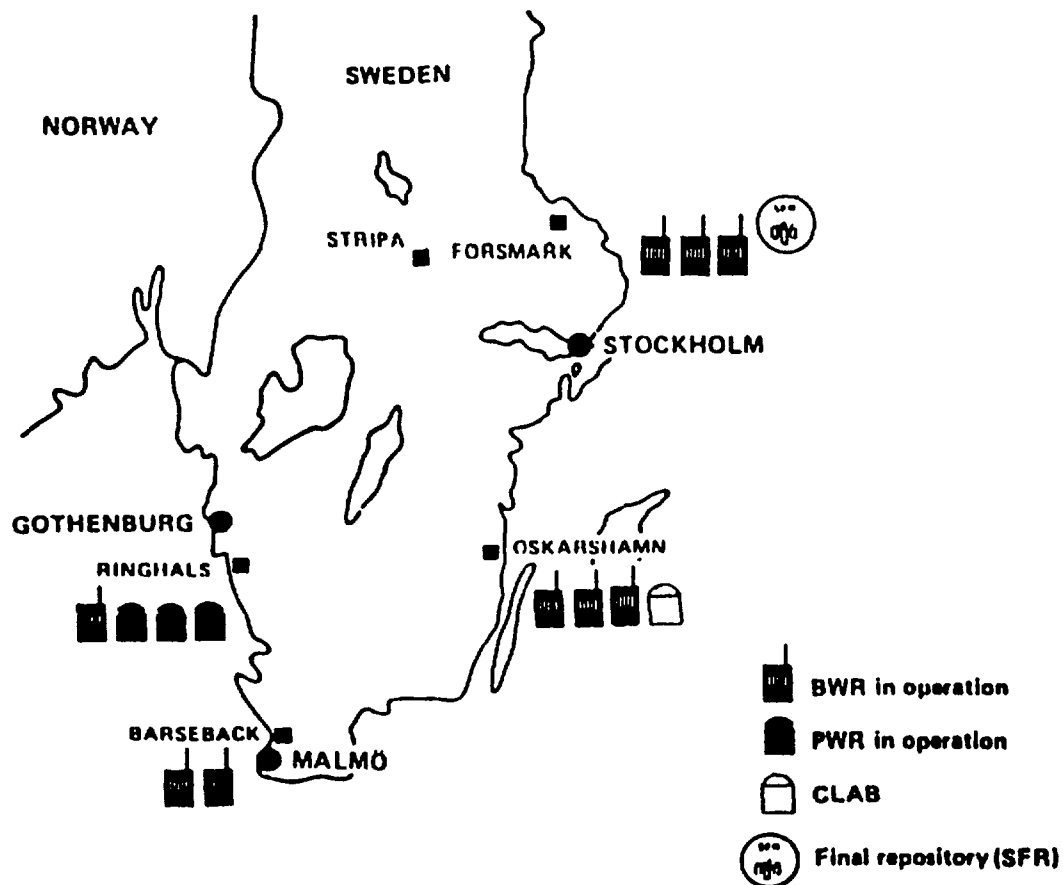 SWEDEN
NORWAY
STRIPA
FORSMARK
STOCKHOLM
GOTHENBURG
RINGHALS
OSKARSHAMN
BARSEBACK
MALMÖ
BWR in operation
PWR in operation
CLAB
Final repository (SFR)